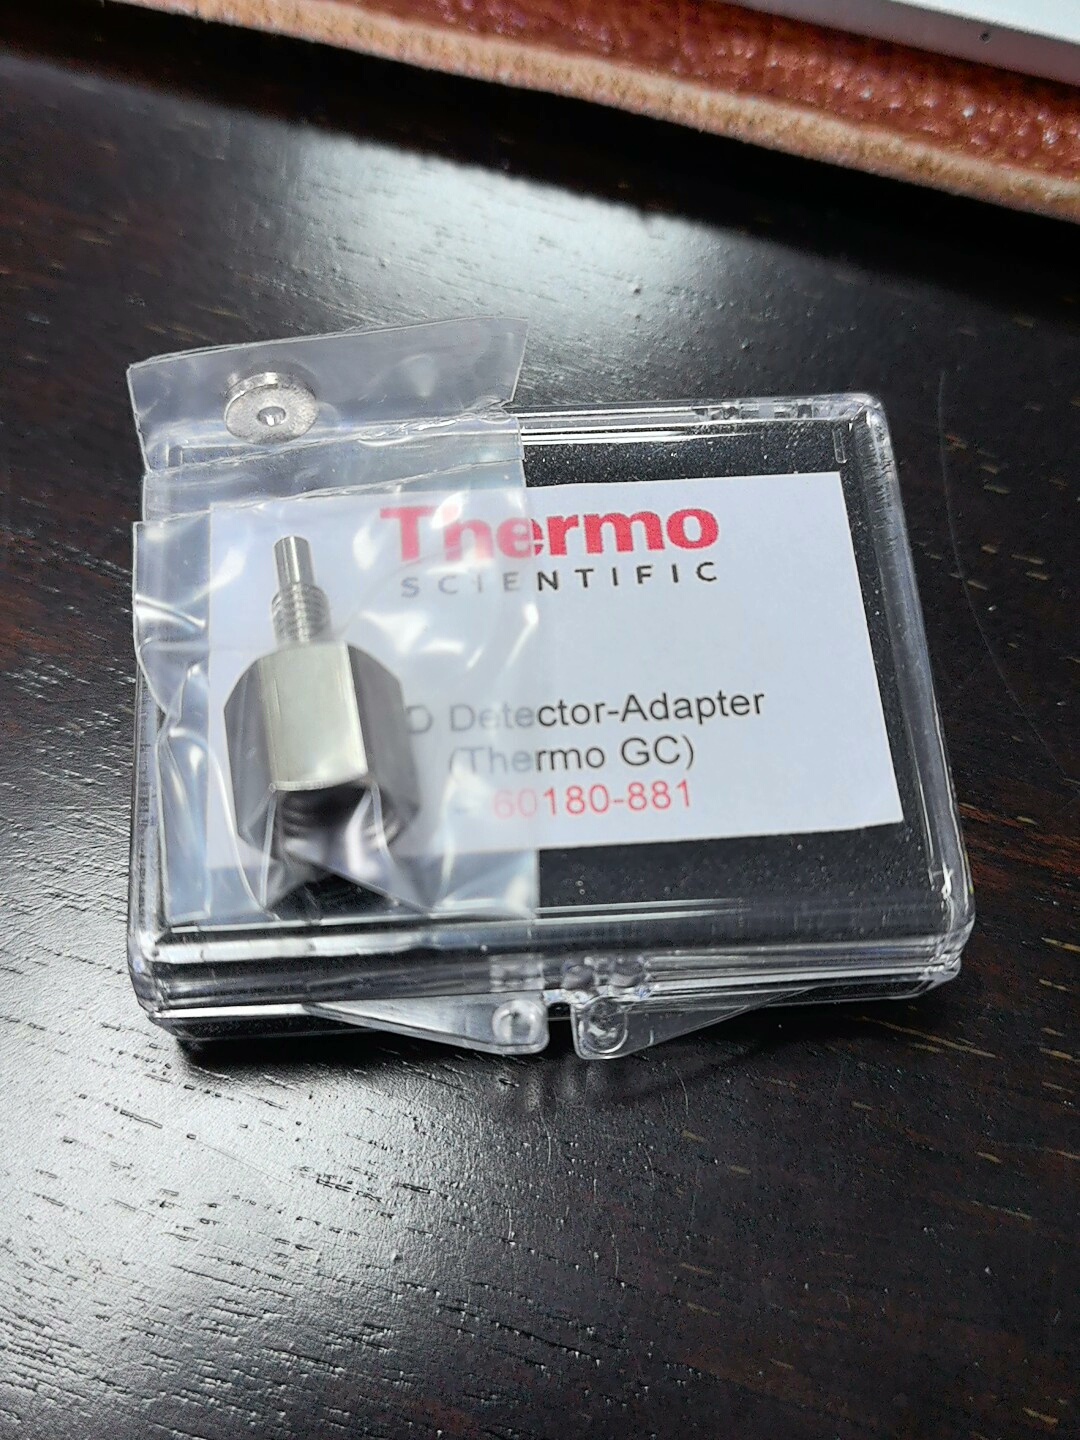 Thermo
SCIENTIFIC
Detector-Adapter
(Thermo GC)
60180-881